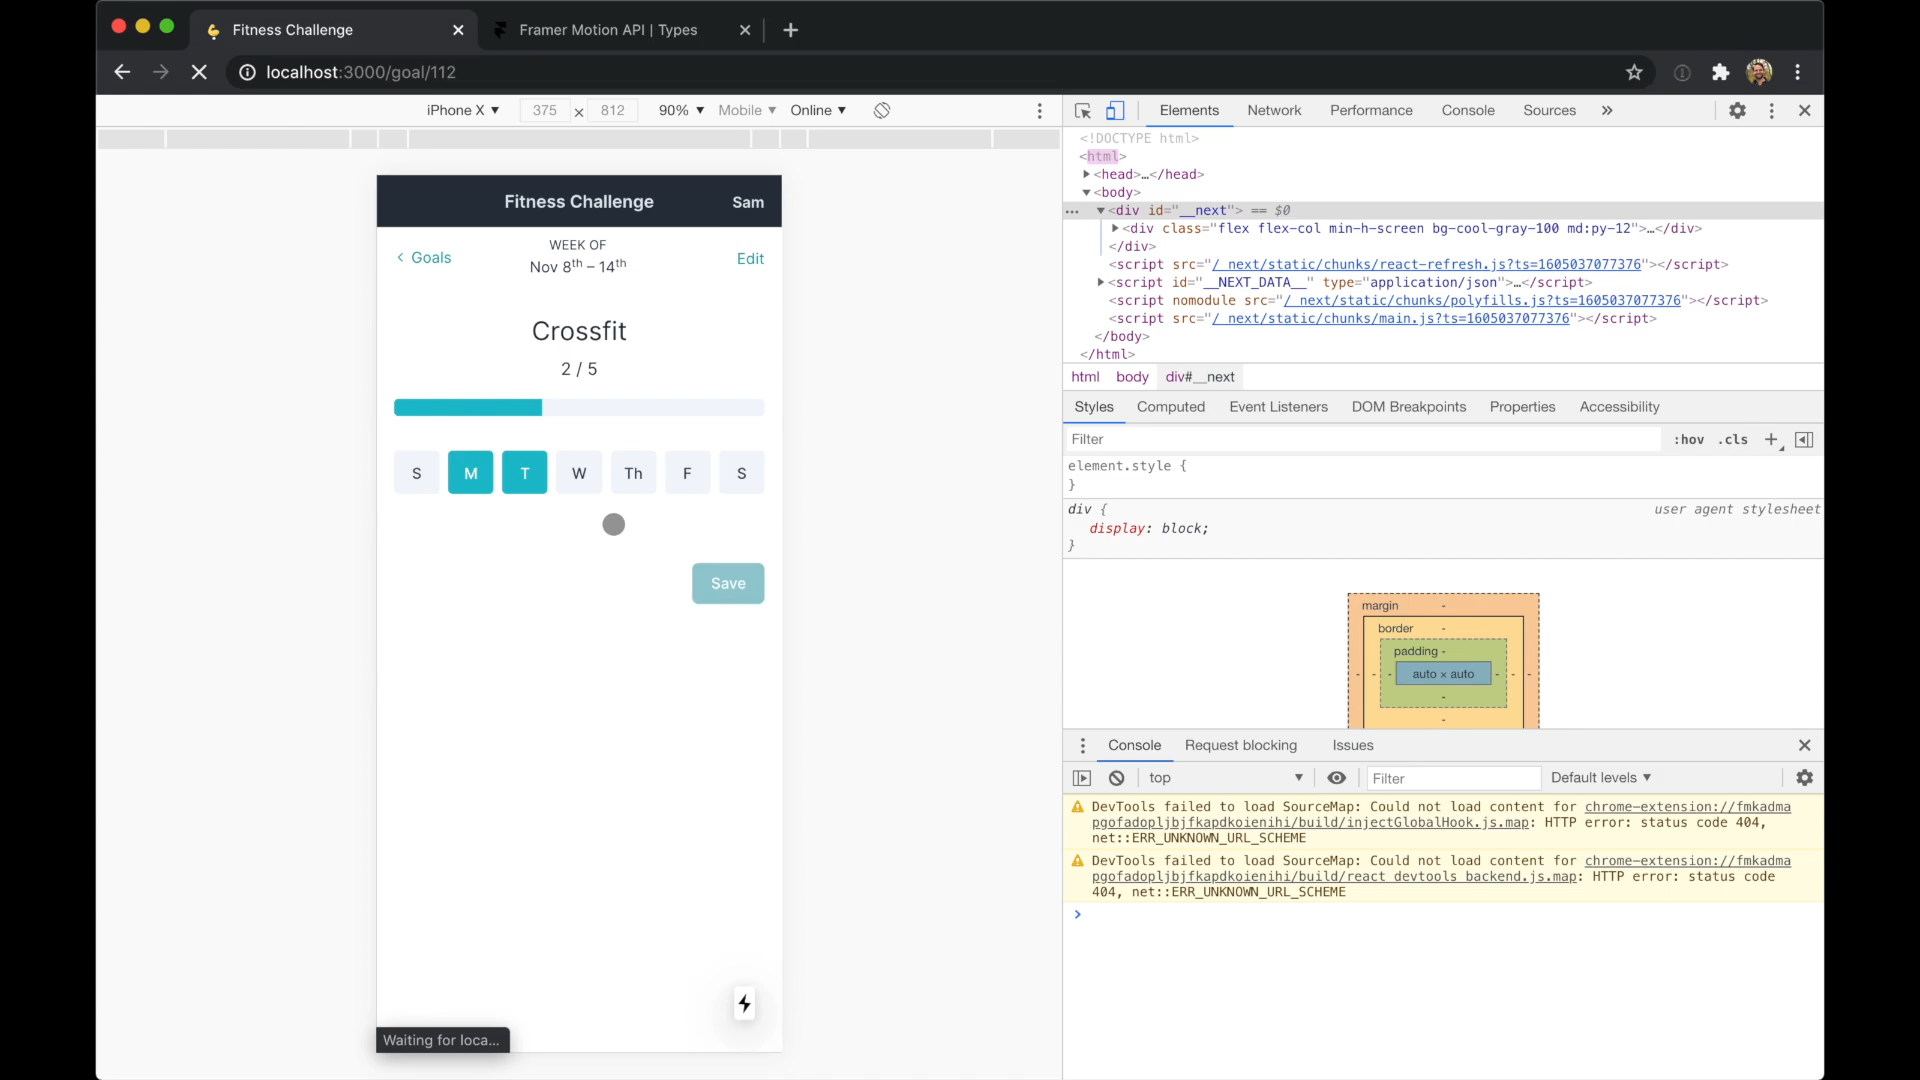 Fitness Challenge
Framer Motion API | Types
localhost:3000/goal/112
iPhone X ▼ 375 × 812 90% ▼ Mobile ▼ Online ▼
Elements Network Performance Console Sources »
Fitness Challenge Sam
‹ Goals
WEEK OF
Nov 8th – 14th
Edit
Crossfit
2 / 5
S M T W Th F S
Save
Waiting for loca...
<!DOCTYPE html>
<html>
▶<head>…</head>
▼<body>
… ▼<div id="__next"> == $0
▶<div class="flex flex-col min-h-screen bg-cool-gray-100 md:py-12">…</div>
</div>
<script src="/_next/static/chunks/react-refresh.js?ts=1605037077376"></script>
▶<script id="__NEXT_DATA__" type="application/json">…</script>
<script nomodule src="/_next/static/chunks/polyfills.js?ts=1605037077376"></script>
<script src="/_next/static/chunks/main.js?ts=1605037077376"></script>
</body>
</html>
html body div#__next
Styles Computed Event Listeners DOM Breakpoints Properties Accessibility
Filter :hov .cls +
element.style {
}
div { user agent stylesheet
display: block;
}
margin -
border -
padding -
- - - auto × auto - - -
-
-
Console Request blocking Issues
top ▼ Filter Default levels ▼
DevTools failed to load SourceMap: Could not load content for chrome-extension://fmkadma
pgofadopljbjfkapdkoienihi/build/injectGlobalHook.js.map: HTTP error: status code 404,
net::ERR_UNKNOWN_URL_SCHEME
DevTools failed to load SourceMap: Could not load content for chrome-extension://fmkadma
pgofadopljbjfkapdkoienihi/build/react_devtools_backend.js.map: HTTP error: status code
404, net::ERR_UNKNOWN_URL_SCHEME